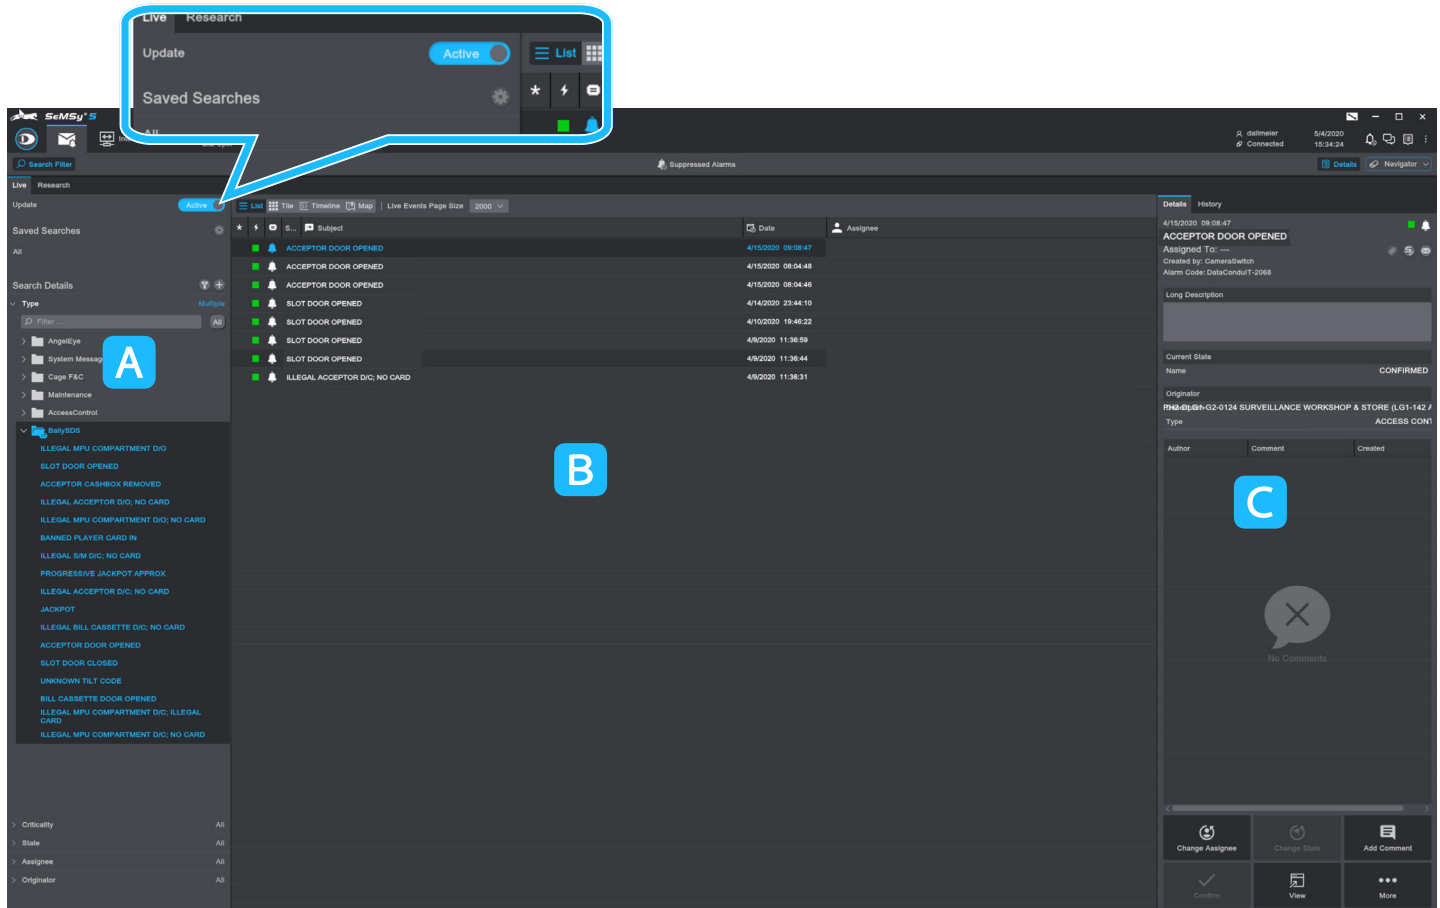 Live Research
Update Active List
Saved Searches
All
SeMSy® 5
dallmeier 5/4/2020
Connected 15:34:24
Search Filter Suppressed Alarms Details Navigator
Live Research
Update Active List Tile Timeline Map Live Events Page Size 2000
Saved Searches
All
S... Subject Date Assignee
ACCEPTOR DOOR OPENED 4/15/2020 09:08:47
ACCEPTOR DOOR OPENED 4/15/2020 08:04:48
ACCEPTOR DOOR OPENED 4/15/2020 08:04:46
SLOT DOOR OPENED 4/14/2020 23:44:10
SLOT DOOR OPENED 4/10/2020 19:46:22
SLOT DOOR OPENED 4/9/2020 11:36:59
SLOT DOOR OPENED 4/9/2020 11:36:44
ILLEGAL ACCEPTOR D/C; NO CARD 4/9/2020 11:36:31
Search Details
Type Multiple
Filter ... All
AngelEye
System Messag
Cage F&C
Maintenance
AccessControl
BallySDS
ILLEGAL MPU COMPARTMENT D/O
SLOT DOOR OPENED
ACCEPTOR CASHBOX REMOVED
ILLEGAL ACCEPTOR D/O; NO CARD
ILLEGAL MPU COMPARTMENT D/O; NO CARD
BANNED PLAYER CARD IN
ILLEGAL S/M D/C; NO CARD
PROGRESSIVE JACKPOT APPROX
ILLEGAL ACCEPTOR D/C; NO CARD
JACKPOT
ILLEGAL BILL CASSETTE D/C; NO CARD
ACCEPTOR DOOR OPENED
SLOT DOOR CLOSED
UNKNOWN TILT CODE
BILL CASSETTE DOOR OPENED
ILLEGAL MPU COMPARTMENT D/C; ILLEGAL
CARD
ILLEGAL MPU COMPARTMENT D/C; NO CARD
Criticality All
State All
Assignee All
Originator All
A
B
C
Details History
4/15/2020 09:08:47
ACCEPTOR DOOR OPENED
Assigned To: ---
Created by: CameraSwitch
Alarm Code: DataConduiT-2068
Long Description
Current State
Name CONFIRMED
Originator
G2-0124 SURVEILLANCE WORKSHOP & STORE (LG1-142 A
Type ACCESS CONT
Author Comment Created
No Comments
Change Assignee Change State Add Comment
Confirm View More